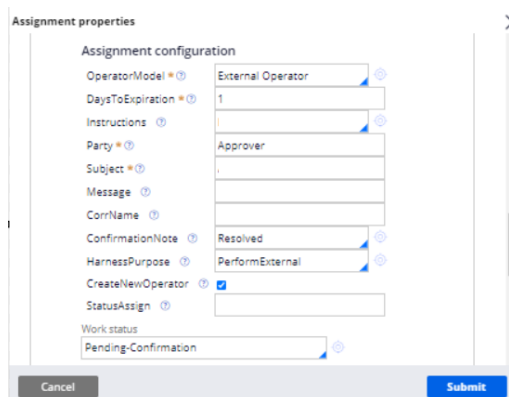 Assignment properties
Assignment configuration
OperatorModel * External Operator
DaysToExpiration * 1
Instructions
Party * Approver
Subject * .
Message
CorrName
ConfirmationNote Resolved
HarnessPurpose PerformExternal
CreateNewOperator
StatusAssign
Work status
Pending-Confirmation
Cancel Submit